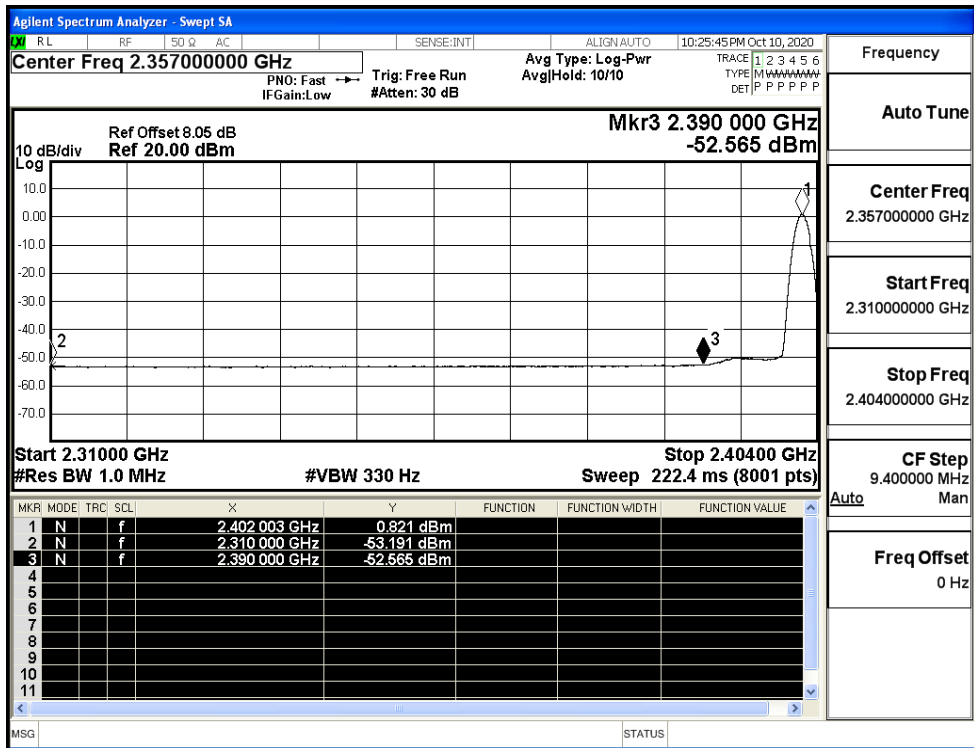 Agilent Spectrum Analyzer - Swept SA
LXI RL RF 50 Ω AC SENSE:INT ALIGN AUTO 10:25:45 PM Oct 10, 2020
Center Freq 2.357000000 GHz
PNO: Fast
IFGain:Low
Trig: Free Run
#Atten: 30 dB
Avg Type: Log-Pwr
Avg|Hold: 10/10
TRACE 1 2 3 4 5 6
TYPE M WWWWW
DET P P P P P P
Ref Offset 8.05 dB
10 dB/div Ref 20.00 dBm
Log
Mkr3 2.390 000 GHz
-52.565 dBm
10.0
0.00
-10.0
-20.0
-30.0
-40.0
-50.0
-60.0
-70.0
1
2
3
Start 2.31000 GHz Stop 2.40400 GHz
#Res BW 1.0 MHz #VBW 330 Hz Sweep 222.4 ms (8001 pts)
MKR MODE TRC SCL X Y FUNCTION FUNCTION WIDTH FUNCTION VALUE
1 N f 2.402 003 GHz 0.821 dBm
2 N f 2.310 000 GHz -53.191 dBm
3 N f 2.390 000 GHz -52.565 dBm
4
5
6
7
8
9
10
11
MSG STATUS
Frequency
Auto Tune
Center Freq
2.357000000 GHz
Start Freq
2.310000000 GHz
Stop Freq
2.404000000 GHz
CF Step
9.400000 MHz
Auto Man
Freq Offset
0 Hz